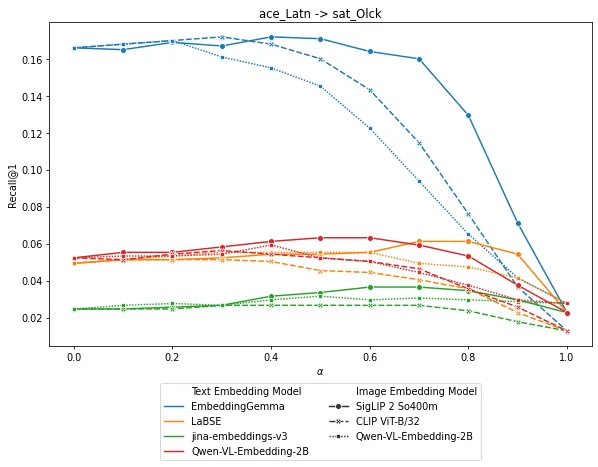 ace_Latn -> sat_Olck
Recall@1
0.16
0.14
0.12
0.10
0.08
0.06
0.04
0.02
0.0
0.2
0.4
0.6
0.8
1.0
α
Text Embedding Model
EmbeddingGemma
LaBSE
jina-embeddings-v3
Qwen-VL-Embedding-2B
Image Embedding Model
SigLIP 2 So400m
CLIP ViT-B/32
Qwen-VL-Embedding-2B